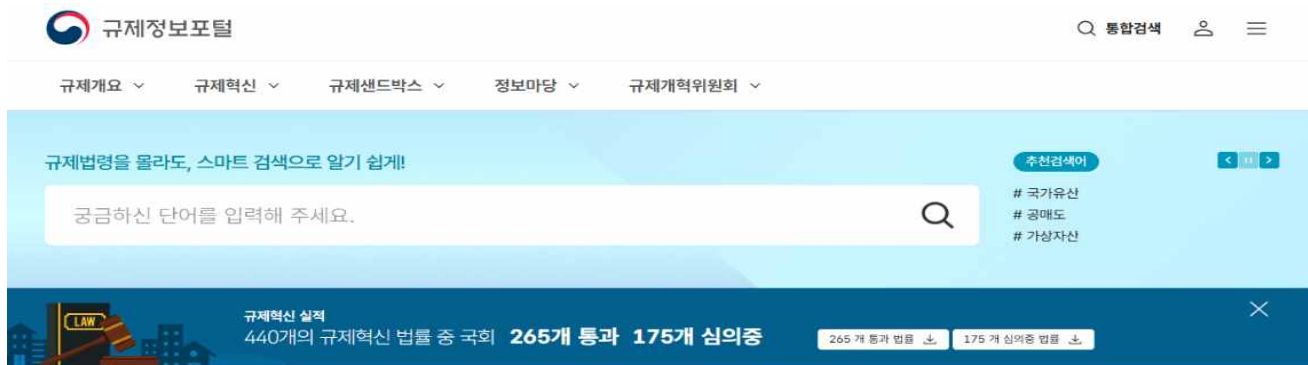 규제정보포털
통합검색
규제개요 규제혁신 규제샌드박스 정보마당 규제개혁위원회
규제법령을 몰라도, 스마트 검색으로 알기 쉽게!
궁금하신 단어를 입력해 주세요.
추천검색어
# 국가유산
# 공매도
# 가상자산
LAW
규제혁신 실적
440개의 규제혁신 법률 중 국회 265개 통과 175개 심의중
265 개 통과 법률 175 개 심의중 법률